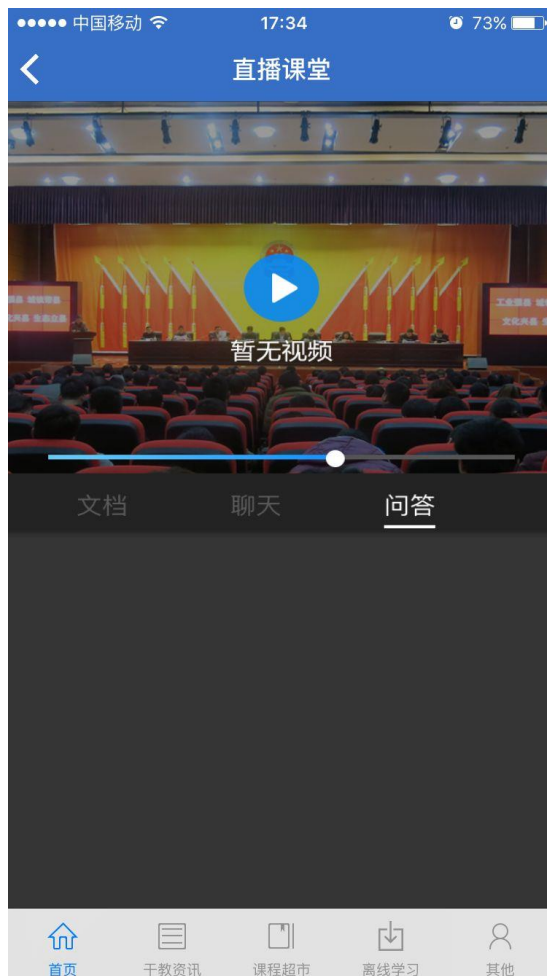 中国移动 17:34 73%
直播课堂
暂无视频
文档 聊天 问答
首页 干教资讯 课程超市 离线学习 其他